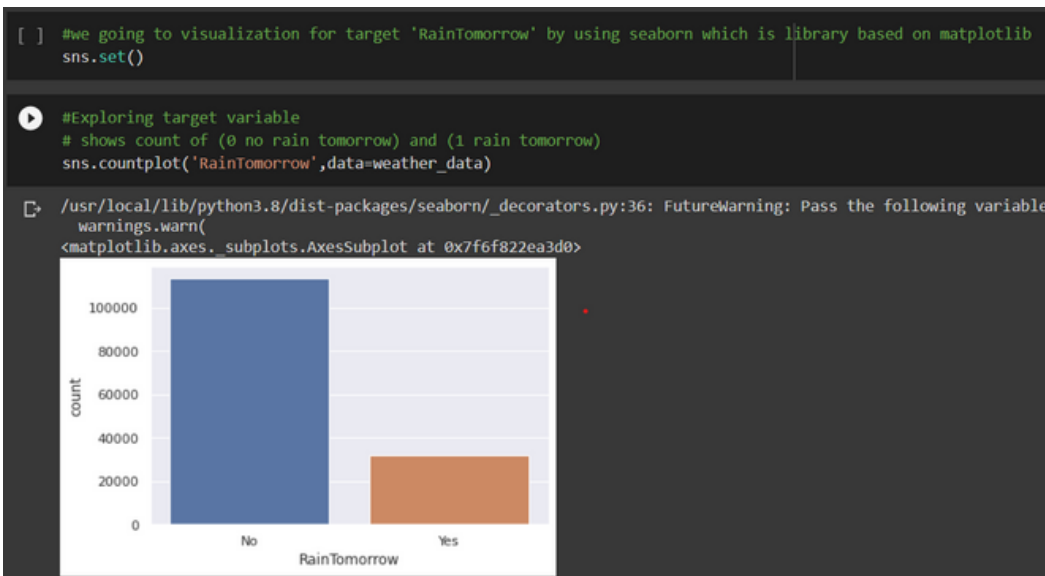 [ ] #we going to visualization for target 'RainTomorrow' by using seaborn which is library based on matplotlib
sns.set()
#Exploring target variable
# shows count of (0 no rain tomorrow) and (1 rain tomorrow)
sns.countplot('RainTomorrow',data=weather_data)
/usr/local/lib/python3.8/dist-packages/seaborn/_decorators.py:36: FutureWarning: Pass the following variable
warnings.warn(
<matplotlib.axes._subplots.AxesSubplot at 0x7f6f822ea3d0>
100000
80000
60000
40000
20000
0
count
No Yes
RainTomorrow